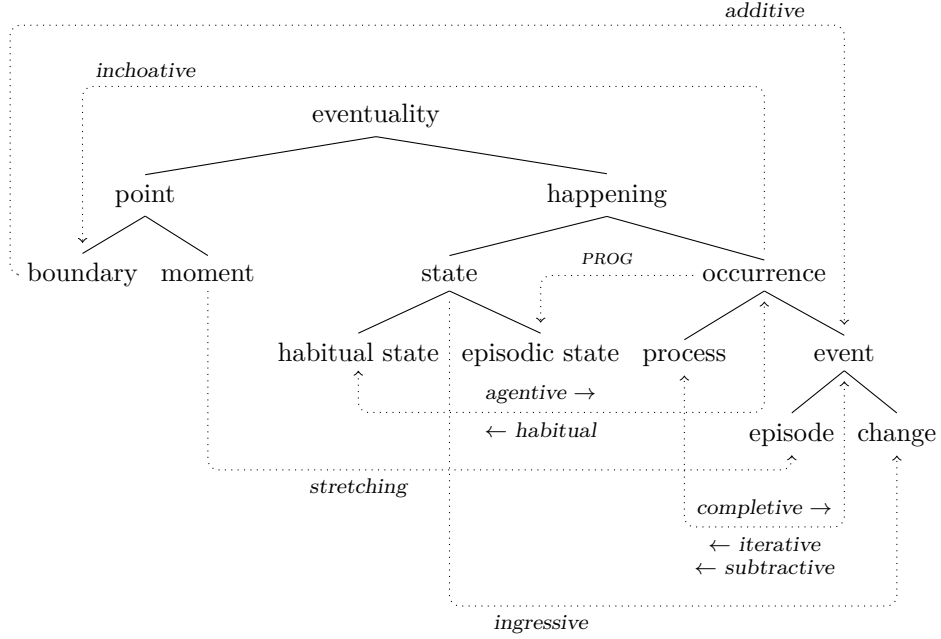 additive
inchoative
eventuality
point happening
boundary moment state PROG occurrence
habitual state episodic state process event
agentive →
← habitual
episode change
stretching
completive →
← iterative
← subtractive
ingressive